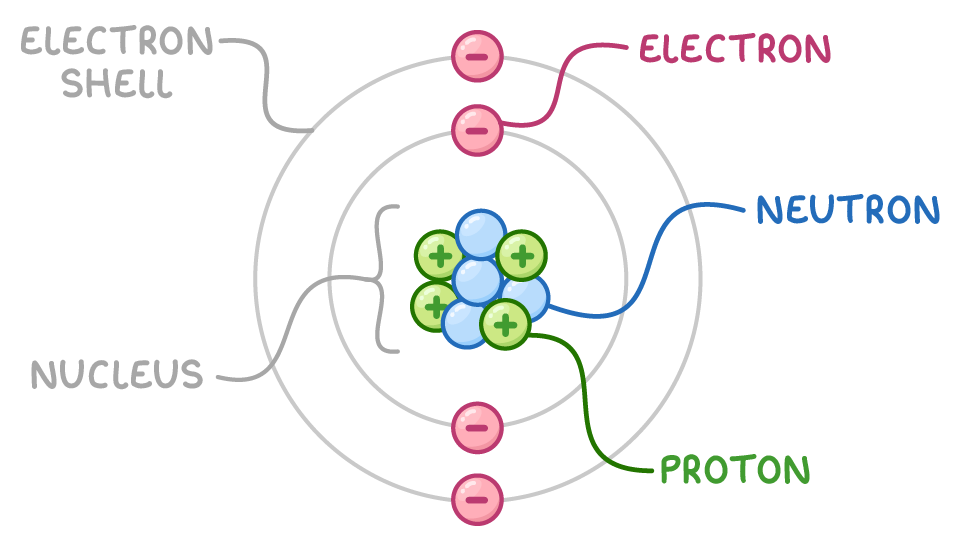 ELECTRON
SHELL
ELECTRON
NEUTRON
NUCLEUS
PROTON
−
−
+
+
+
+
−
−